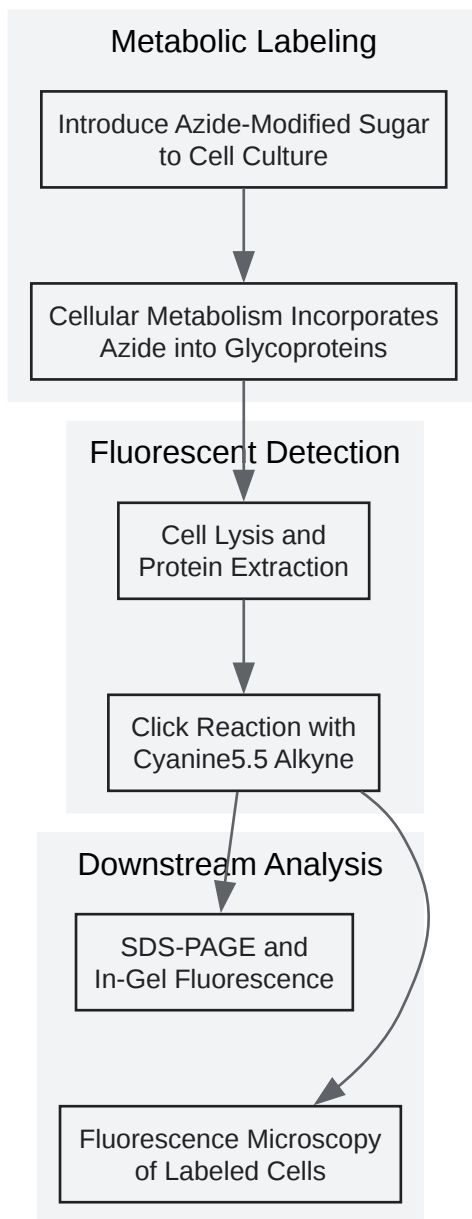 Metabolic Labeling
Introduce Azide-Modified Sugar
to Cell Culture
Cellular Metabolism Incorporates
Azide into Glycoproteins
Fluorescent Detection
Cell Lysis and
Protein Extraction
Click Reaction with
Cyanine5.5 Alkyne
Downstream Analysis
SDS-PAGE and
In-Gel Fluorescence
Fluorescence Microscopy
of Labeled Cells